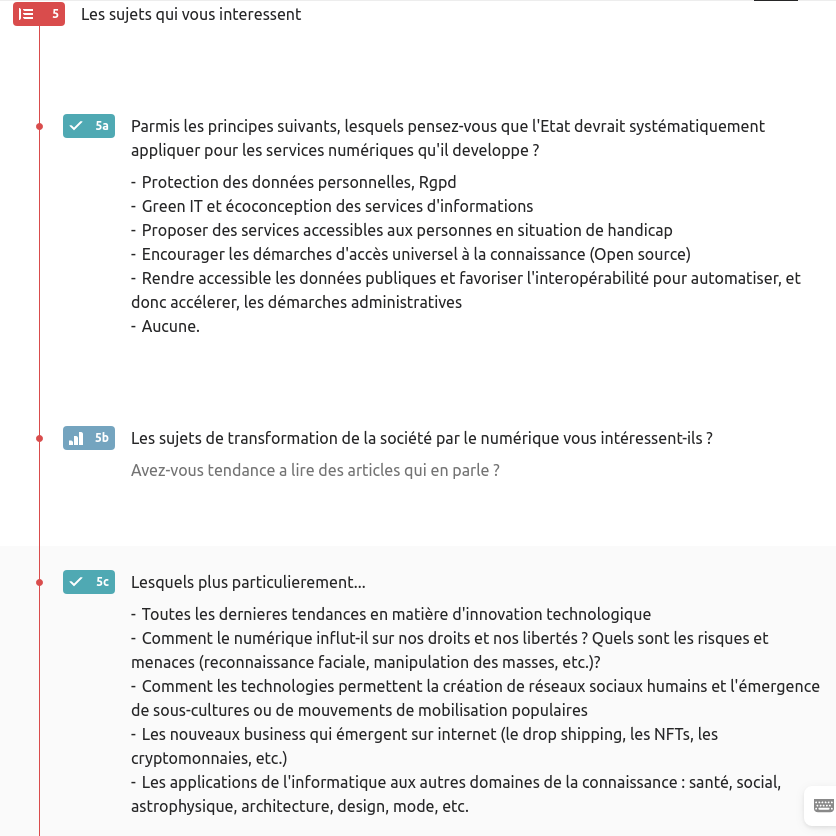 5 Les sujets qui vous interessent
5a Parmis les principes suivants, lesquels pensez-vous que l'Etat devrait systématiquement
appliquer pour les services numériques qu'il developpe ?
- Protection des données personnelles, Rgpd
- Green IT et écoconception des services d'informations
- Proposer des services accessibles aux personnes en situation de handicap
- Encourager les démarches d'accès universel à la connaissance (Open source)
- Rendre accessible les données publiques et favoriser l'interopérabilité pour automatiser, et
donc accélerer, les démarches administratives
- Aucune.
5b Les sujets de transformation de la société par le numérique vous intéressent-ils ?
Avez-vous tendance a lire des articles qui en parle ?
5c Lesquels plus particulierement...
- Toutes les dernieres tendances en matière d'innovation technologique
- Comment le numérique influt-il sur nos droits et nos libertés ? Quels sont les risques et
menaces (reconnaissance faciale, manipulation des masses, etc.)?
- Comment les technologies permettent la création de réseaux sociaux humains et l'émergence
de sous-cultures ou de mouvements de mobilisation populaires
- Les nouveaux business qui émergent sur internet (le drop shipping, les NFTs, les
cryptomonnaies, etc.)
- Les applications de l'informatique aux autres domaines de la connaissance : santé, social,
astrophysique, architecture, design, mode, etc.